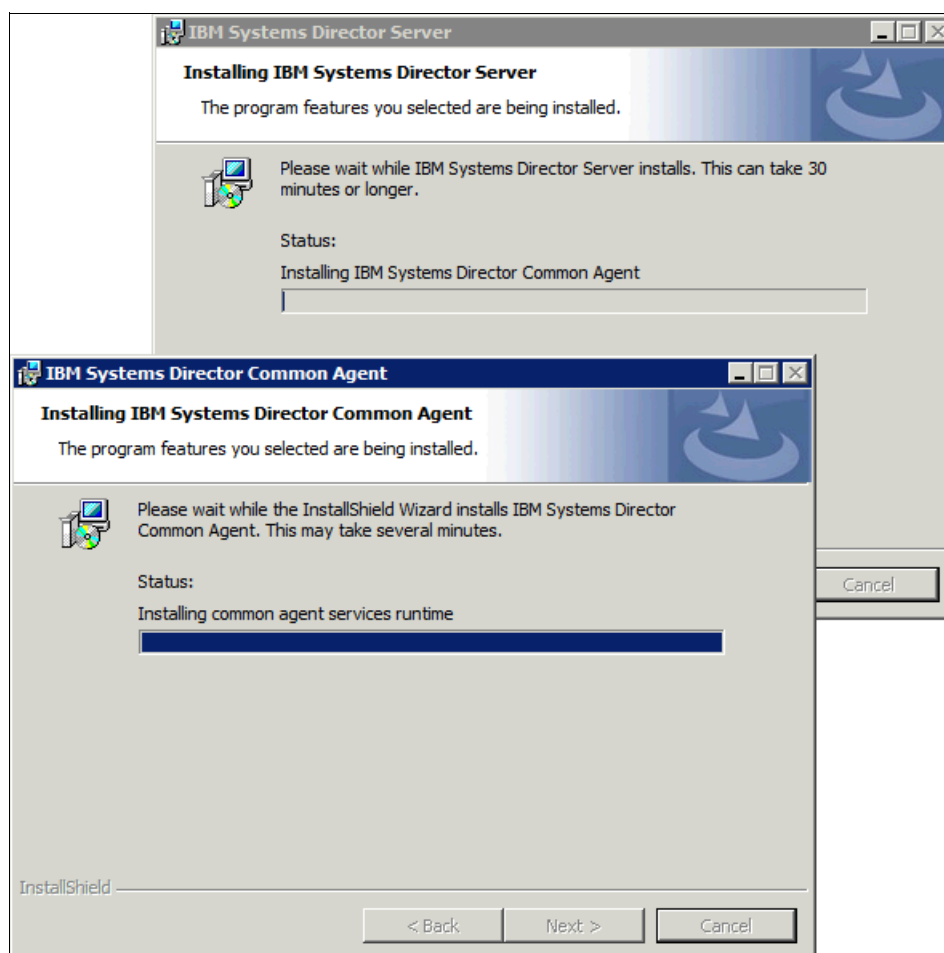 IBM Systems Director Server
Installing IBM Systems Director Server
The program features you selected are being installed.
Please wait while IBM Systems Director Server installs. This can take 30
minutes or longer.
Status:
Installing IBM Systems Director Common Agent
Cancel
IBM Systems Director Common Agent
Installing IBM Systems Director Common Agent
The program features you selected are being installed.
Please wait while the InstallShield Wizard installs IBM Systems Director
Common Agent. This may take several minutes.
Status:
Installing common agent services runtime
InstallShield
< Back
Next >
Cancel